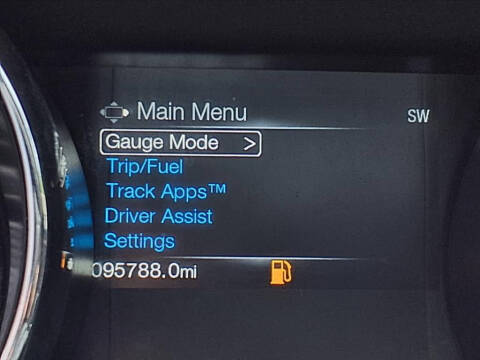 Main Menu
SW
Gauge Mode >
Trip/Fuel
Track Apps™
Driver Assist
Settings
095788.0mi